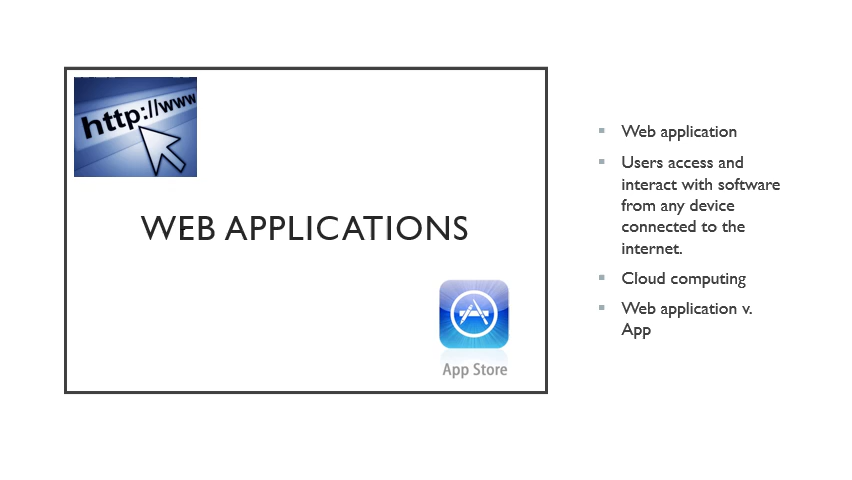 http://www
WEB APPLICATIONS
App Store
Web application
Users access and
interact with software
from any device
connected to the
internet.
Cloud computing
Web application v.
App